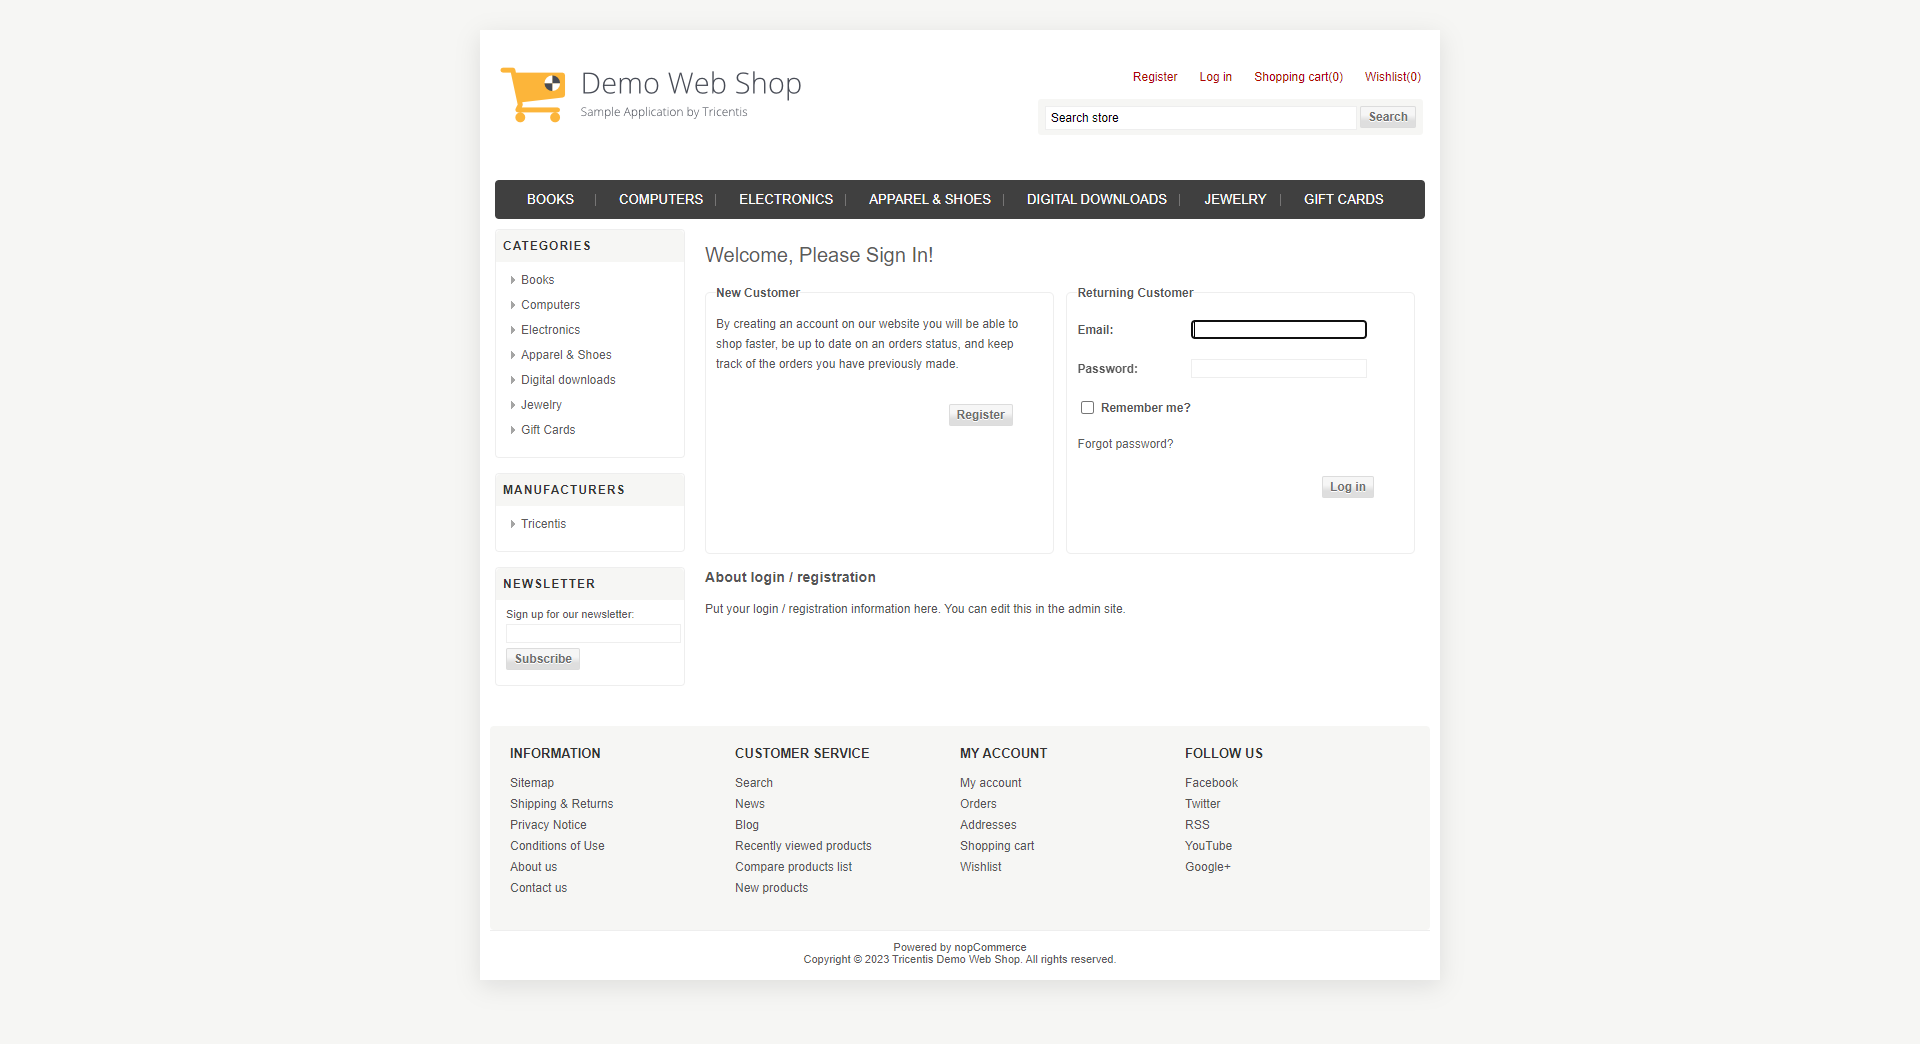 Demo Web Shop
Sample Application by Tricentis
Register Log in Shopping cart(0) Wishlist(0)
Search store Search
BOOKS COMPUTERS ELECTRONICS APPAREL & SHOES DIGITAL DOWNLOADS JEWELRY GIFT CARDS
CATEGORIES
Books
Computers
Electronics
Apparel & Shoes
Digital downloads
Jewelry
Gift Cards
MANUFACTURERS
Tricentis
NEWSLETTER
Sign up for our newsletter:
Subscribe
Welcome, Please Sign In!
New Customer
By creating an account on our website you will be able to
shop faster, be up to date on an orders status, and keep
track of the orders you have previously made.
Register
Returning Customer
Email:
Password:
Remember me?
Forgot password?
Log in
About login / registration
Put your login / registration information here. You can edit this in the admin site.
INFORMATION
Sitemap
Shipping & Returns
Privacy Notice
Conditions of Use
About us
Contact us
CUSTOMER SERVICE
Search
News
Blog
Recently viewed products
Compare products list
New products
MY ACCOUNT
My account
Orders
Addresses
Shopping cart
Wishlist
FOLLOW US
Facebook
Twitter
RSS
YouTube
Google+
Powered by nopCommerce
Copyright © 2023 Tricentis Demo Web Shop. All rights reserved.